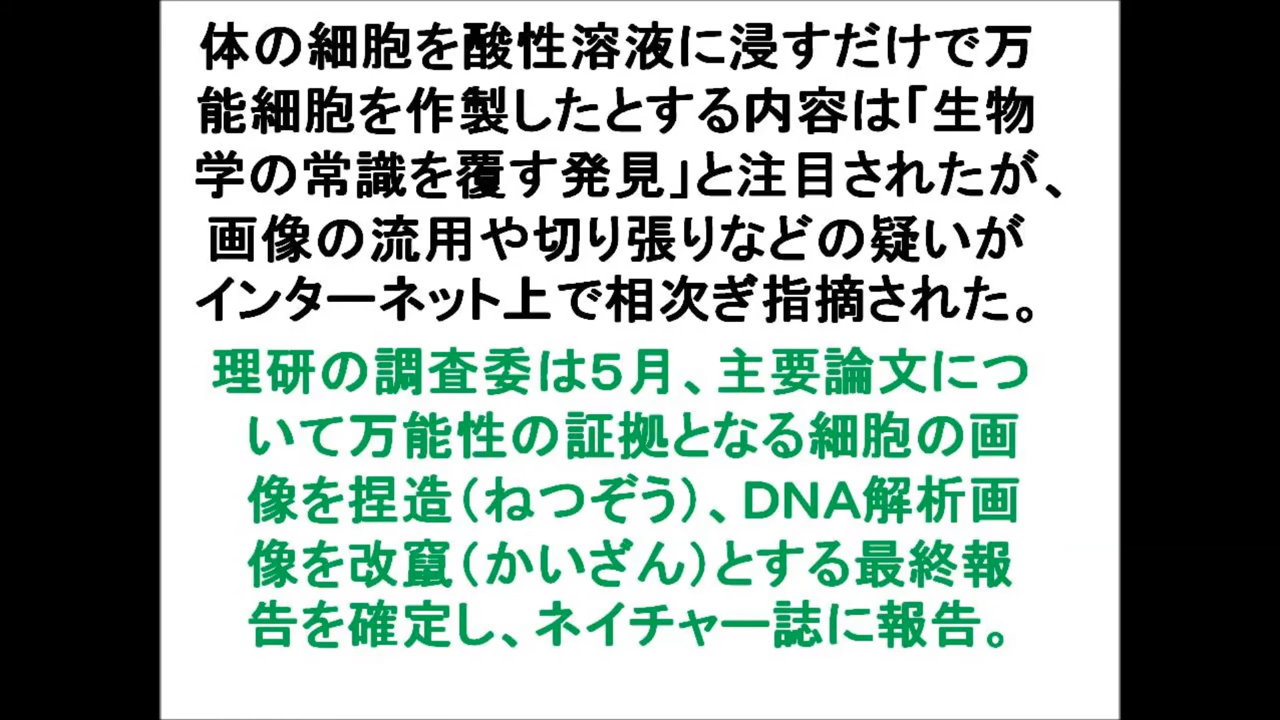 体の細胞を酸性溶液に浸すだけで万
能細胞を作製したとする内容は「生物
学の常識を覆す発見」と注目されたが、
画像の流用や切り張りなどの疑いが
インターネット上で相次ぎ指摘された。
理研の調査委は５月、主要論文につ
いて万能性の証拠となる細胞の画
像を捏造（ねつぞう）、ＤＮＡ解析画
像を改竄（かいざん）とする最終報
告を確定し、ネイチャー誌に報告。